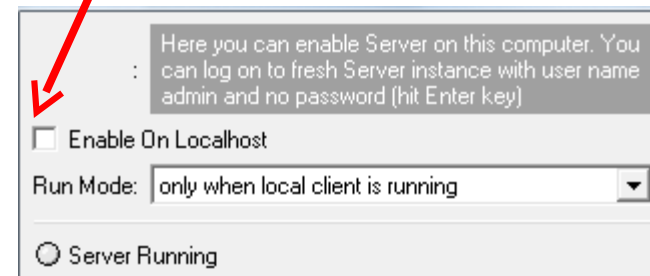 Here you can enable Server on this computer. You
: can log on to fresh Server instance with user name
admin and no password (hit Enter key)
Enable On Localhost
Run Mode: only when local client is running
Server Running